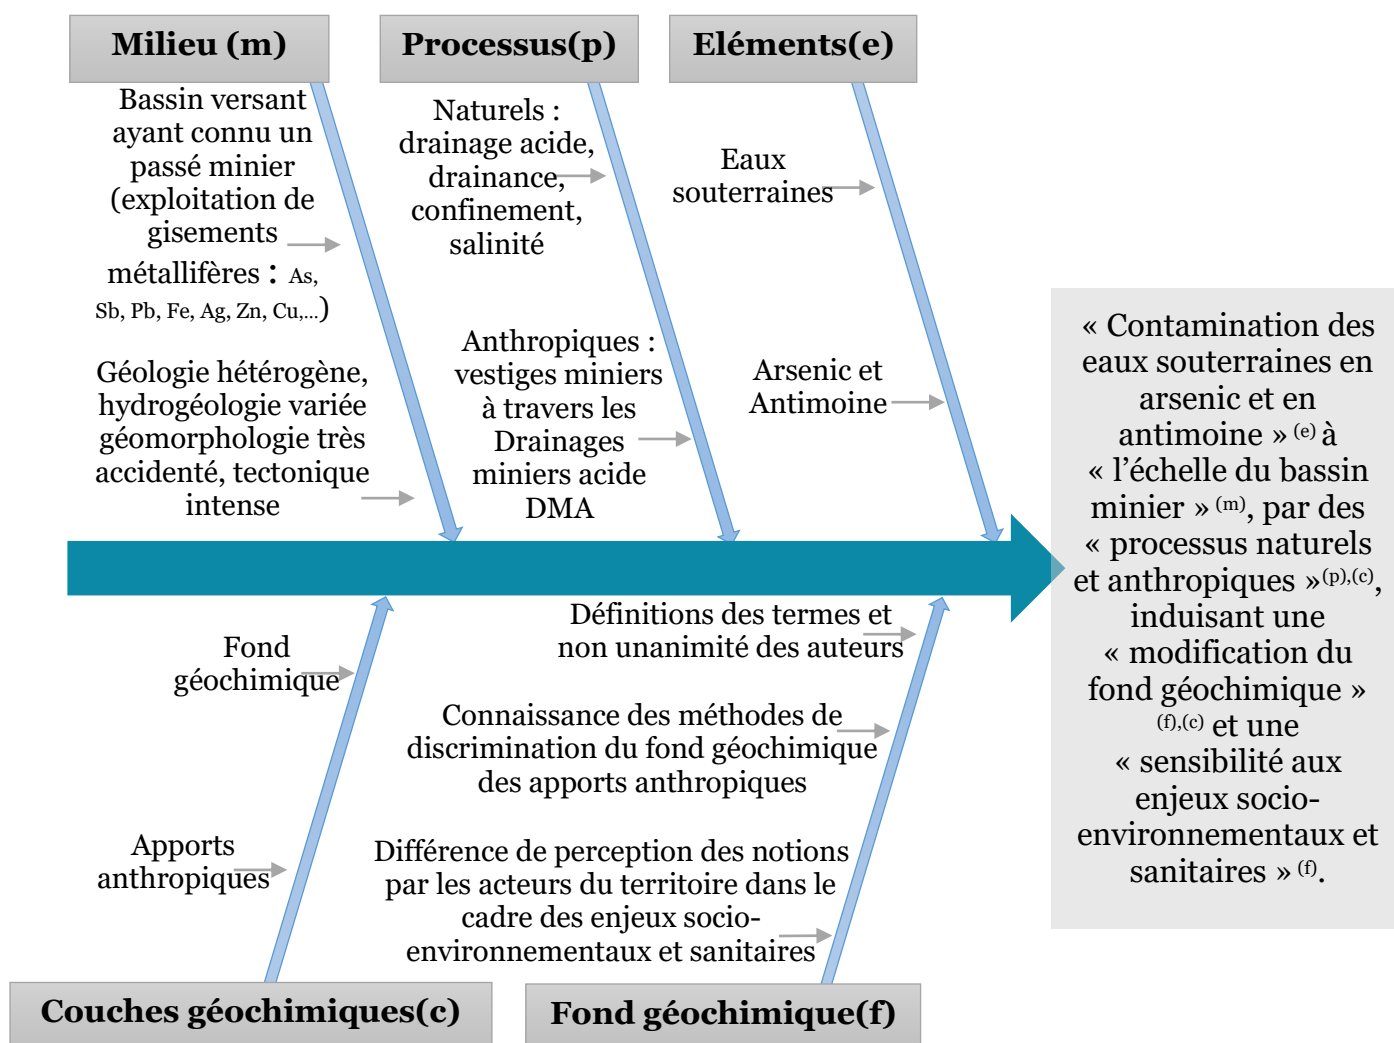 Milieu (m)
Bassin versant
ayant connu un
passé minier
(exploitation de
gisements
métallifères : As,
Sb, Pb, Fe, Ag, Zn, Cu,...)
Géologie hétérogène,
hydrogéologie variée
géomorphologie très
accidenté, tectonique
intense
Processus(p)
Naturels :
drainage acide,
drainance,
confinement,
salinité
Anthropiques :
vestiges miniers
à travers les
Drainages
miniers acide
DMA
Eléments(e)
Eaux
souterraines
Arsenic et
Antimoine
« Contamination des
eaux souterraines en
arsenic et en
antimoine » (e) à
« l’échelle du bassin
minier » (m), par des
« processus naturels
et anthropiques »(p),(c),
induisant une
« modification du
fond géochimique »
(f),(c) et une
« sensibilité aux
enjeux socio-
environnementaux et
sanitaires » (f).
Fond
géochimique
Apports
anthropiques
Couches géochimiques(c)
Définitions des termes et
non unanimité des auteurs
Connaissance des méthodes de
discrimination du fond géochimique
des apports anthropiques
Différence de perception des notions
par les acteurs du territoire dans le
cadre des enjeux socio-
environnementaux et sanitaires
Fond géochimique(f)